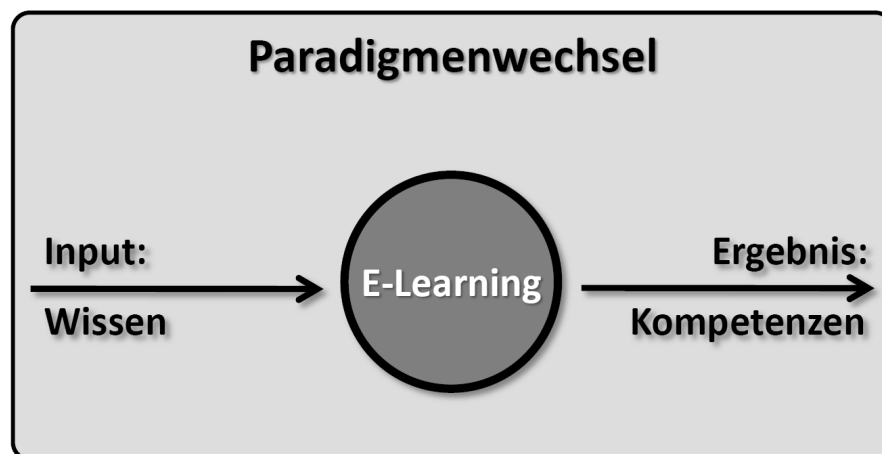 Paradigmenwechsel
Input:
Wissen
E-Learning
Ergebnis:
Kompetenzen